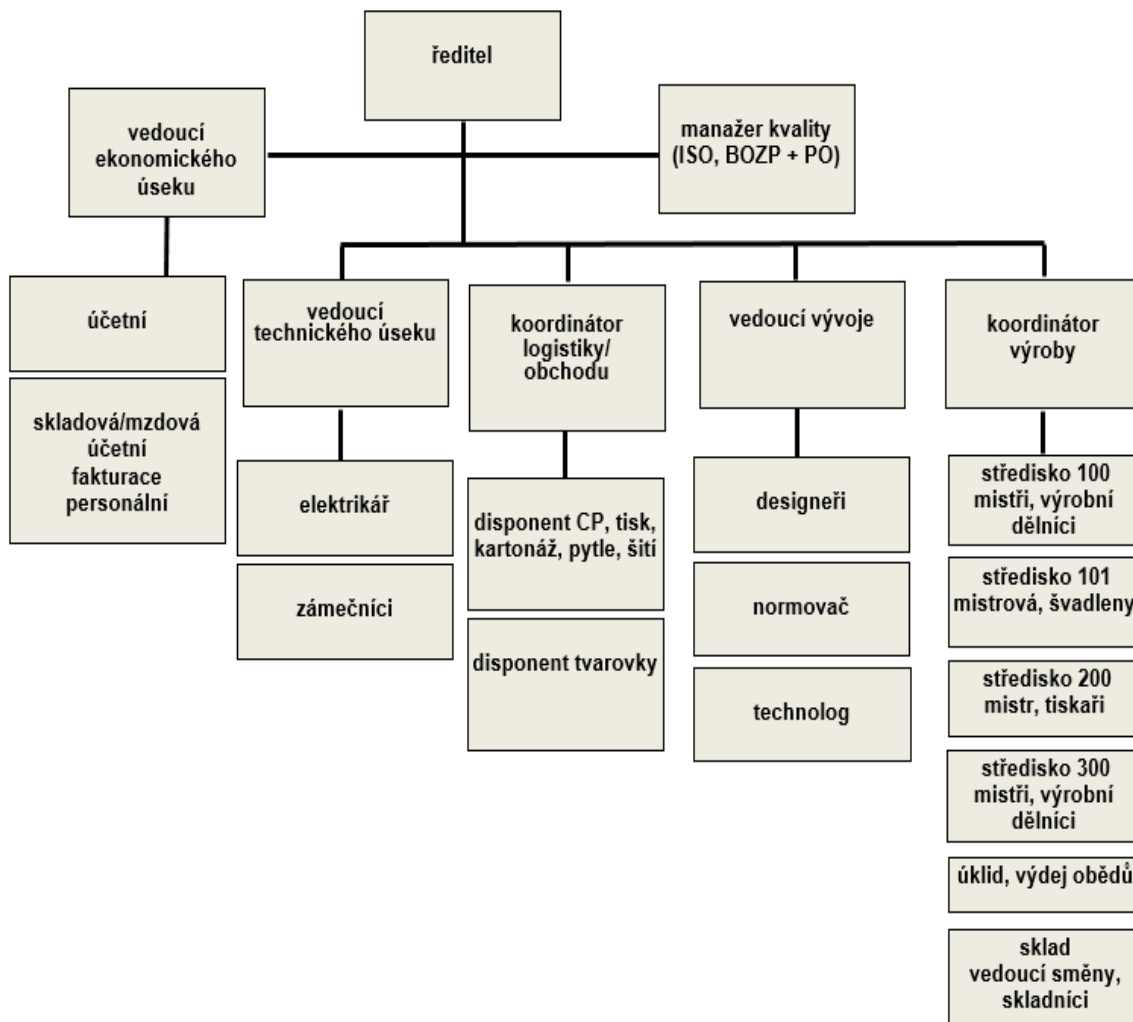 ředitel
vedoucí
ekonomického
úseku
manažer kvality
(ISO, BOZP + PO)
účetní
skladová/mzdová
účetní
fakturace
personální
vedoucí
technického úseku
elektrikář
zámečníci
koordinátor
logistiky/
obchodu
disponent CP, tisk,
kartonáž, pytle, šití
disponent tvarovky
vedoucí vývoje
designeři
normovač
technolog
koordinátor
výroby
středisko 100
mistři, výrobní
dělníci
středisko 101
mistrová, švadleny
středisko 200
mistr, tiskaři
středisko 300
mistři, výrobní
dělníci
úklid, výdej obědů
sklad
vedoucí směny,
skladníci